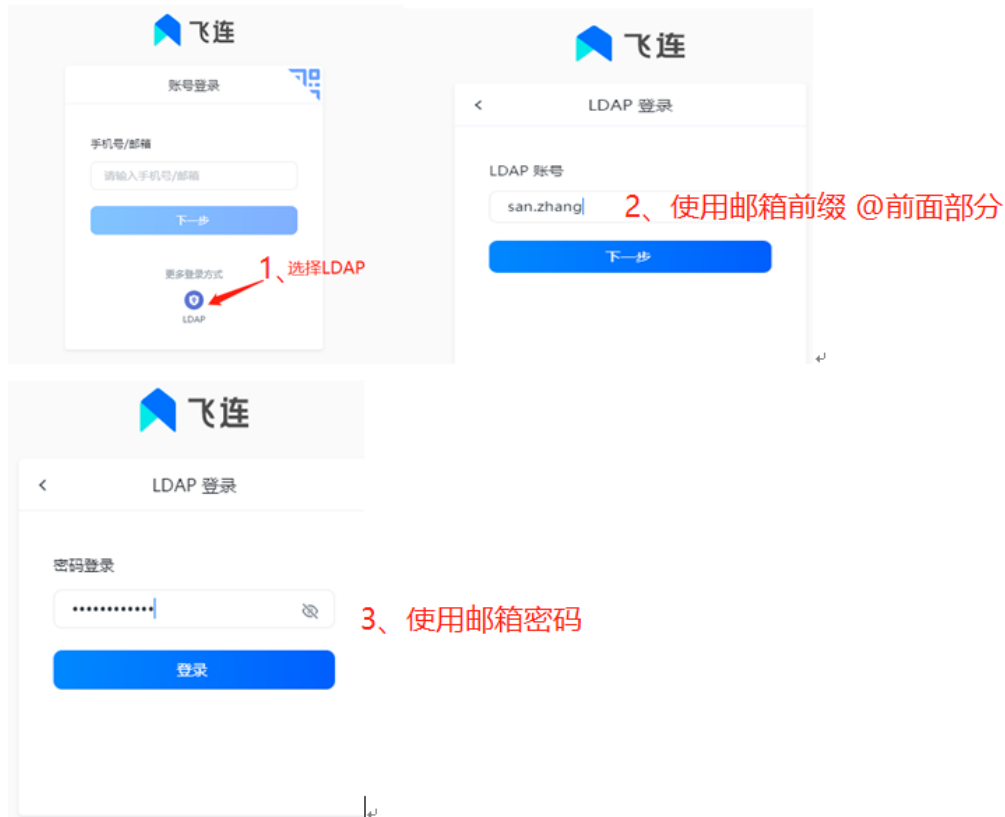 飞连
账号登录
手机号/邮箱
请输入手机号/邮箱
下一步
更多登录方式
1、选择LDAP
LDAP
飞连
LDAP 登录
LDAP 账号
san.zhang
2、使用邮箱前缀 @前面部分
下一步
飞连
LDAP 登录
密码登录
••••••••••••
3、使用邮箱密码
登录